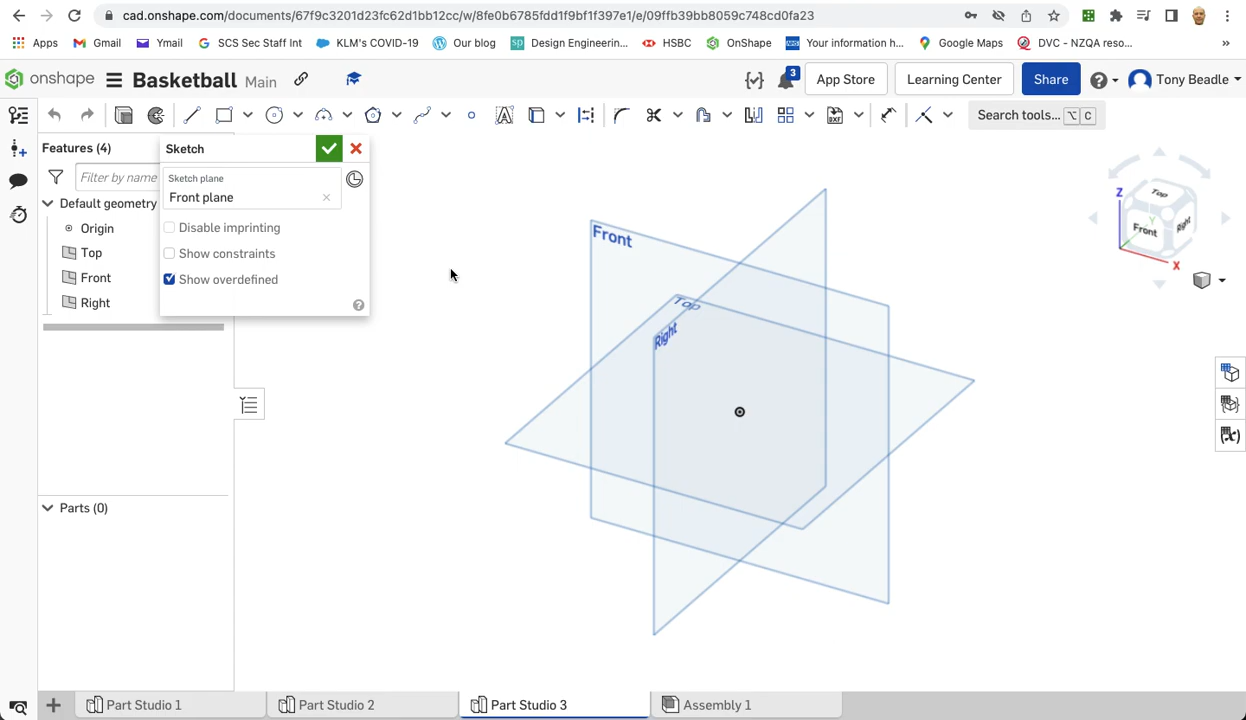 cad.onshape.com/documents/67f9c3201d23fc62d1bb12cc/w/8fe0b6785fdd1f9bf1f397e1/e/09ffb39bb8059c748cd0fa23
Apps Gmail Ymail SCS Sec Staff Int KLM's COVID-19 Our blog Design Engineerin... HSBC OnShape Your information h... Google Maps DVC - NZQA reso... »
onshape Basketball Main 3 App Store Learning Center Share Tony Beadle
Search tools... ⌥ C
Features (4)
Filter by name
Default geometry
Origin
Top
Front
Right
Parts (0)
Sketch
Sketch plane
Front plane
Disable imprinting
Show constraints
Show overdefined
Front
Top
Right
Z
Top
Y
Front Right
X
Part Studio 1 Part Studio 2 Part Studio 3 Assembly 1